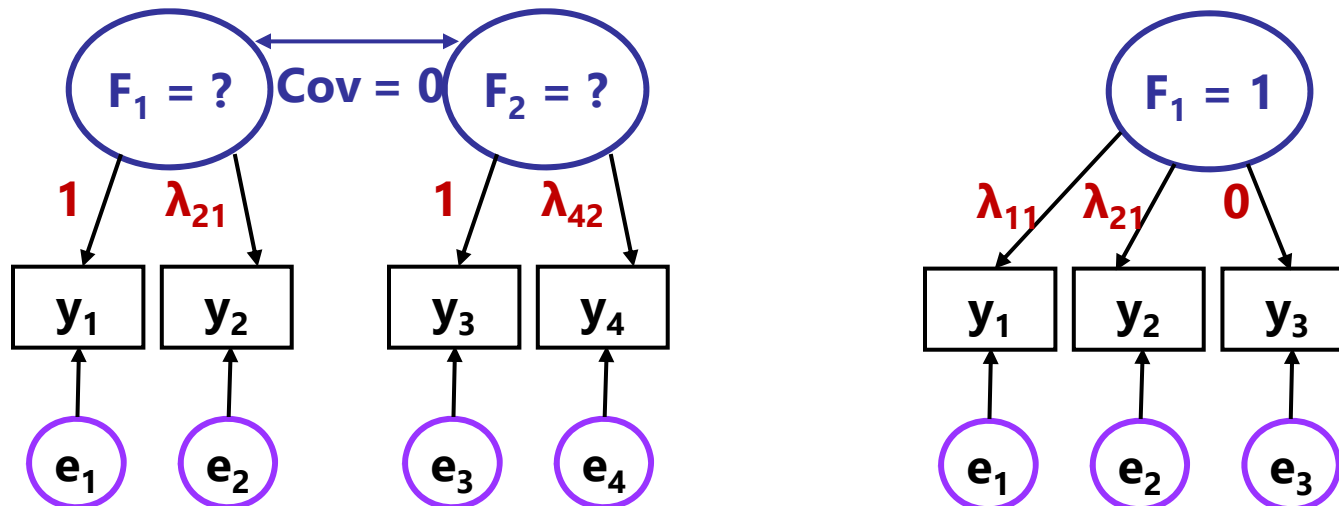 F₁ = ?
Cov = 0
F₂ = ?
F₁ = 1
1
λ₂₁
1
λ₄₂
λ₁₁
λ₂₁
0
y₁
y₂
y₃
y₄
y₁
y₂
y₃
e₁
e₂
e₃
e₄
e₁
e₂
e₃